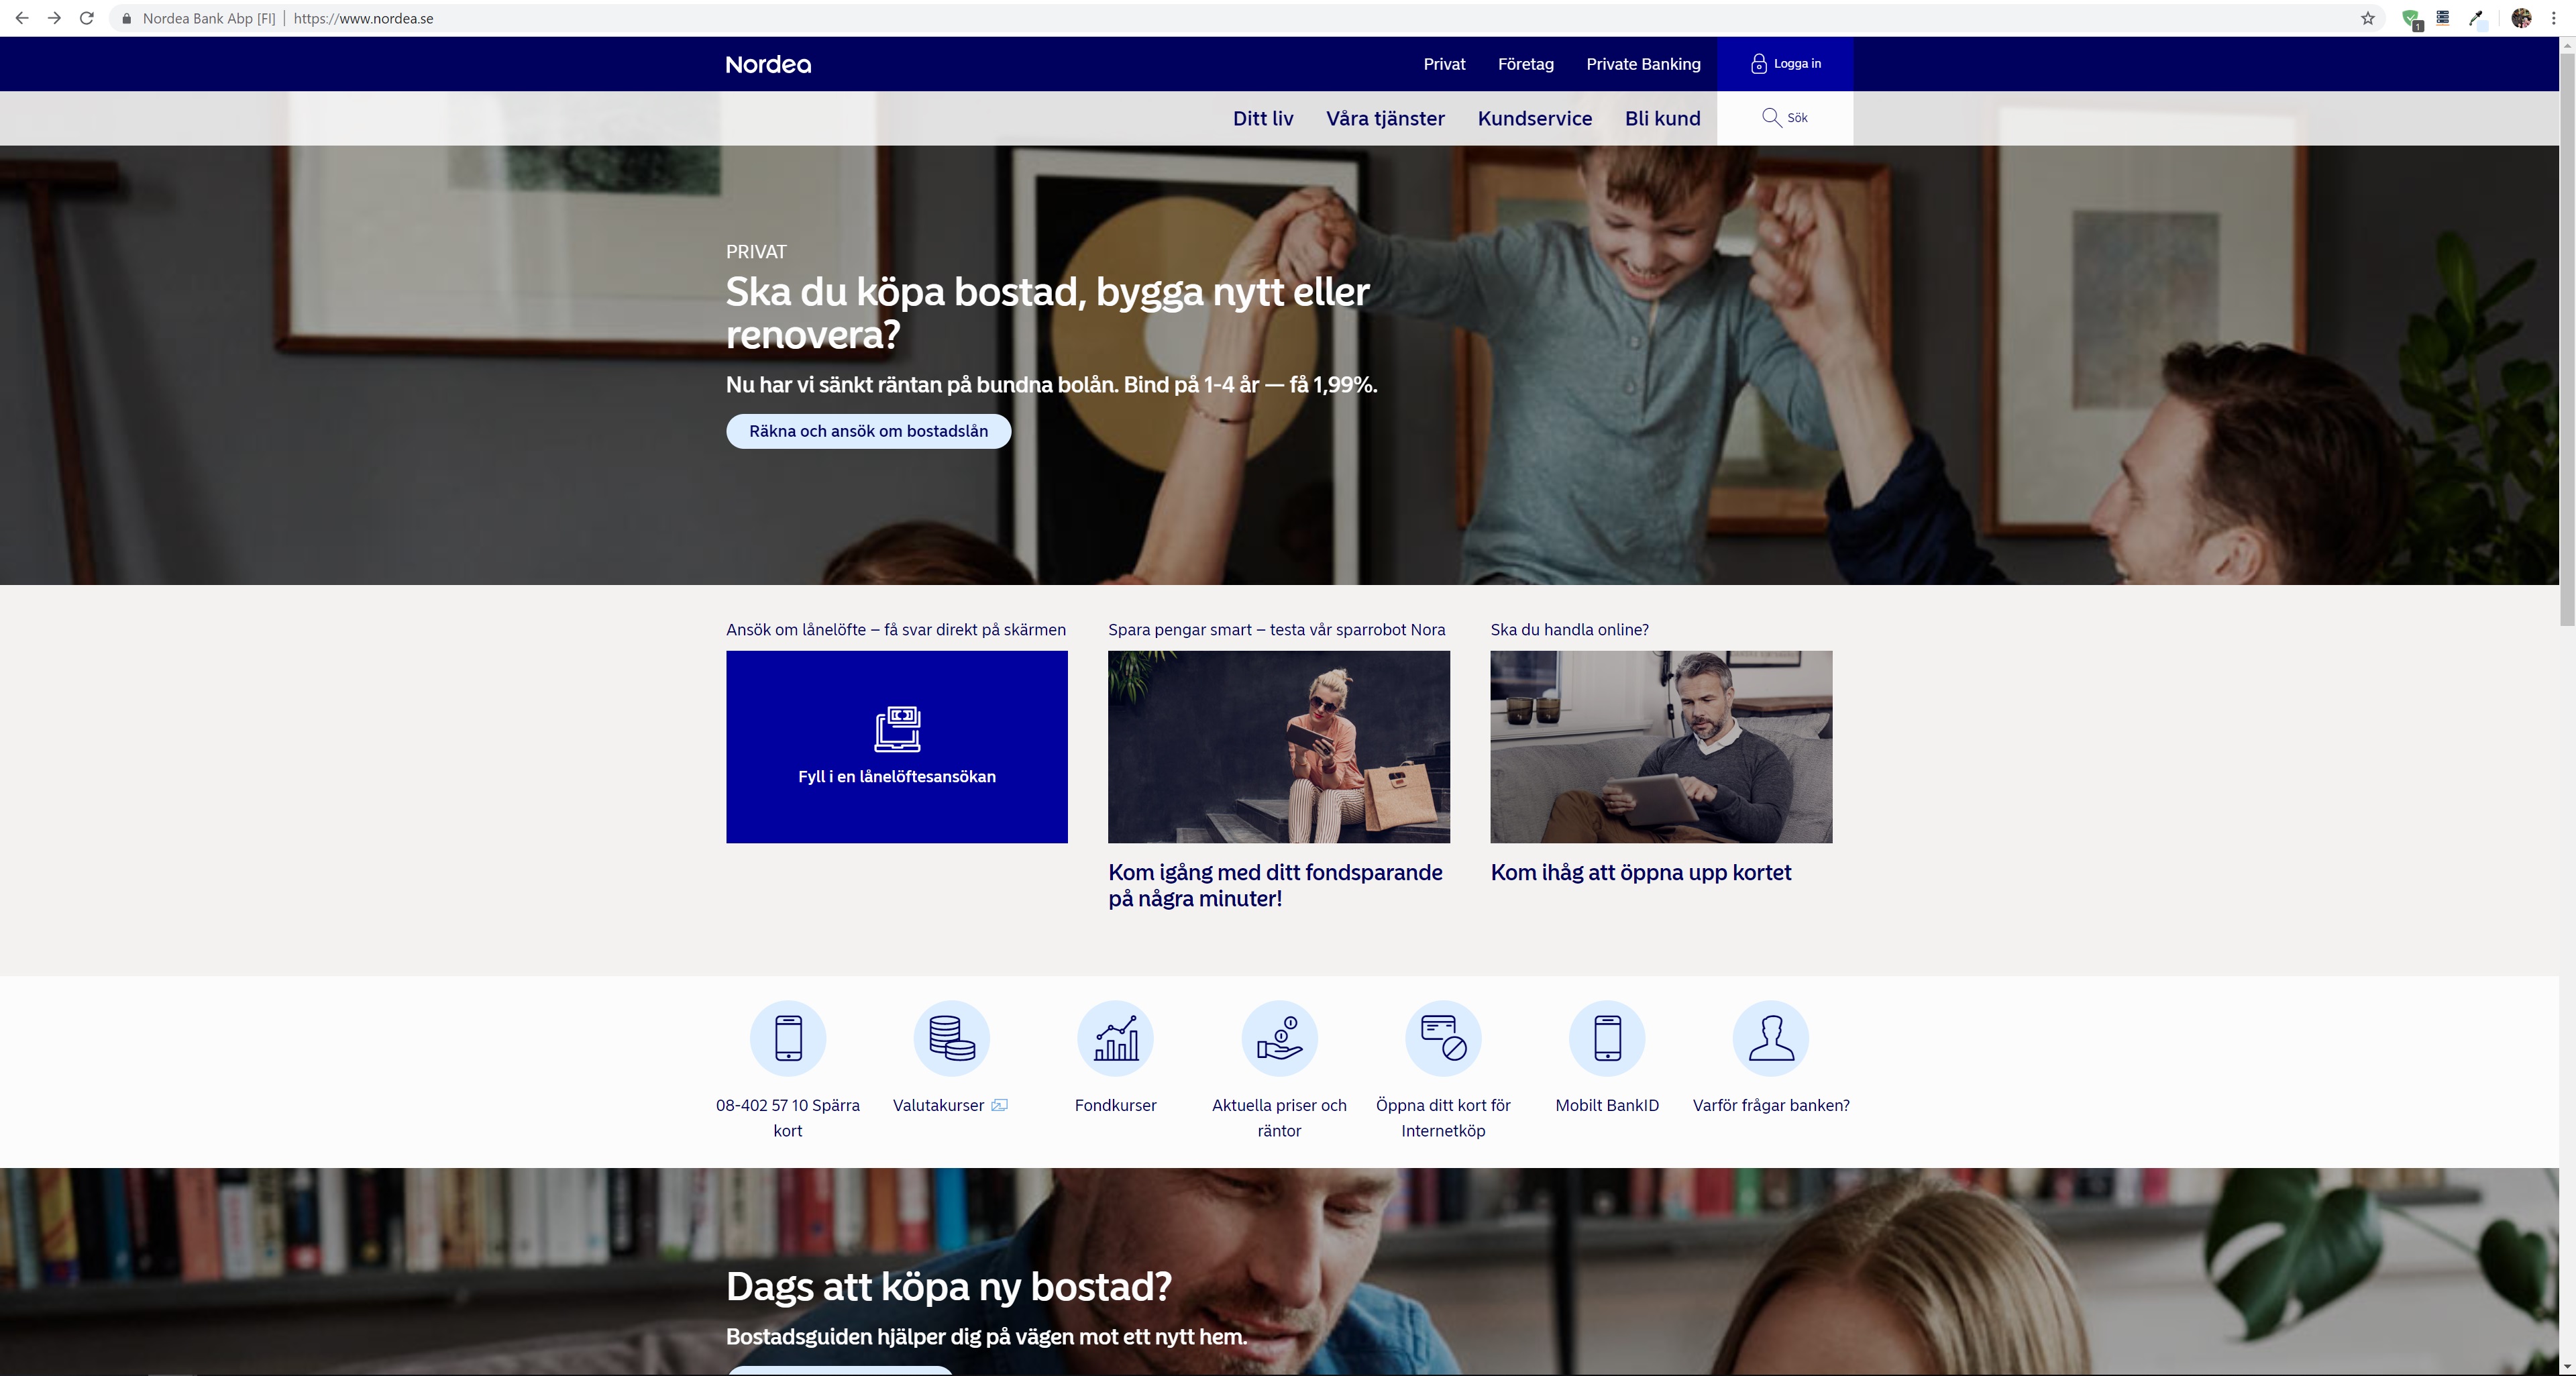 Nordea Bank Abp [FI] | https://www.nordea.se
1
Nordea
Privat Företag Private Banking Logga in
Ditt liv Våra tjänster Kundservice Bli kund Sök
PRIVAT
Ska du köpa bostad, bygga nytt eller
renovera?
Nu har vi sänkt räntan på bundna bolån. Bind på 1-4 år — få 1,99%.
Räkna och ansök om bostadslån
Ansök om lånelöfte – få svar direkt på skärmen
Fyll i en lånelöftesansökan
Spara pengar smart – testa vår sparrobot Nora
Kom igång med ditt fondsparande
på några minuter!
Ska du handla online?
Kom ihåg att öppna upp kortet
08-402 57 10 Spärra
kort
Valutakurser
Fondkurser
Aktuella priser och
räntor
Öppna ditt kort för
Internetköp
Mobilt BankID
Varför frågar banken?
Dags att köpa ny bostad?
Bostadsguiden hjälper dig på vägen mot ett nytt hem.